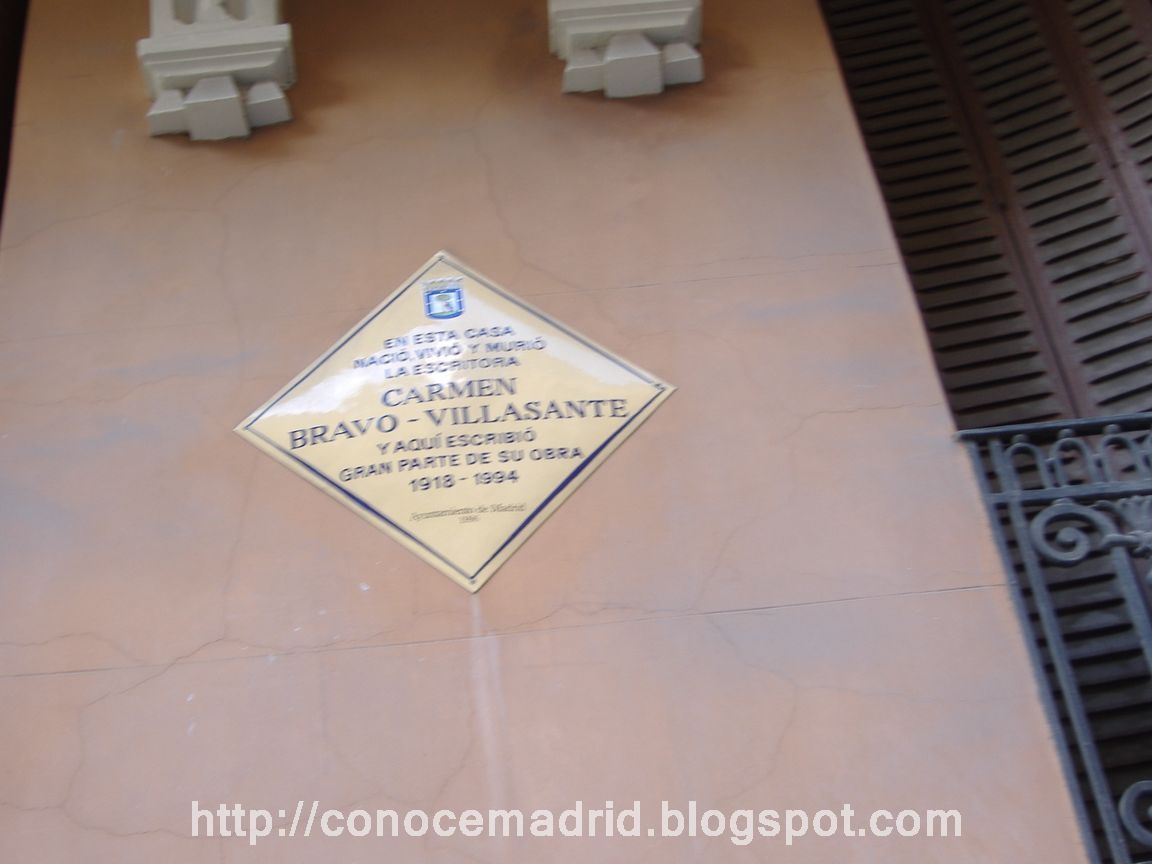 EN ESTA CASA
NACIÓ, VIVIÓ Y MURIÓ
LA ESCRITORA
CARMEN
BRAVO - VILLASANTE
Y AQUÍ ESCRIBIÓ
GRAN PARTE DE SU OBRA
1918 - 1994
Ayuntamiento de Madrid
http://conocemadrid.blogspot.com